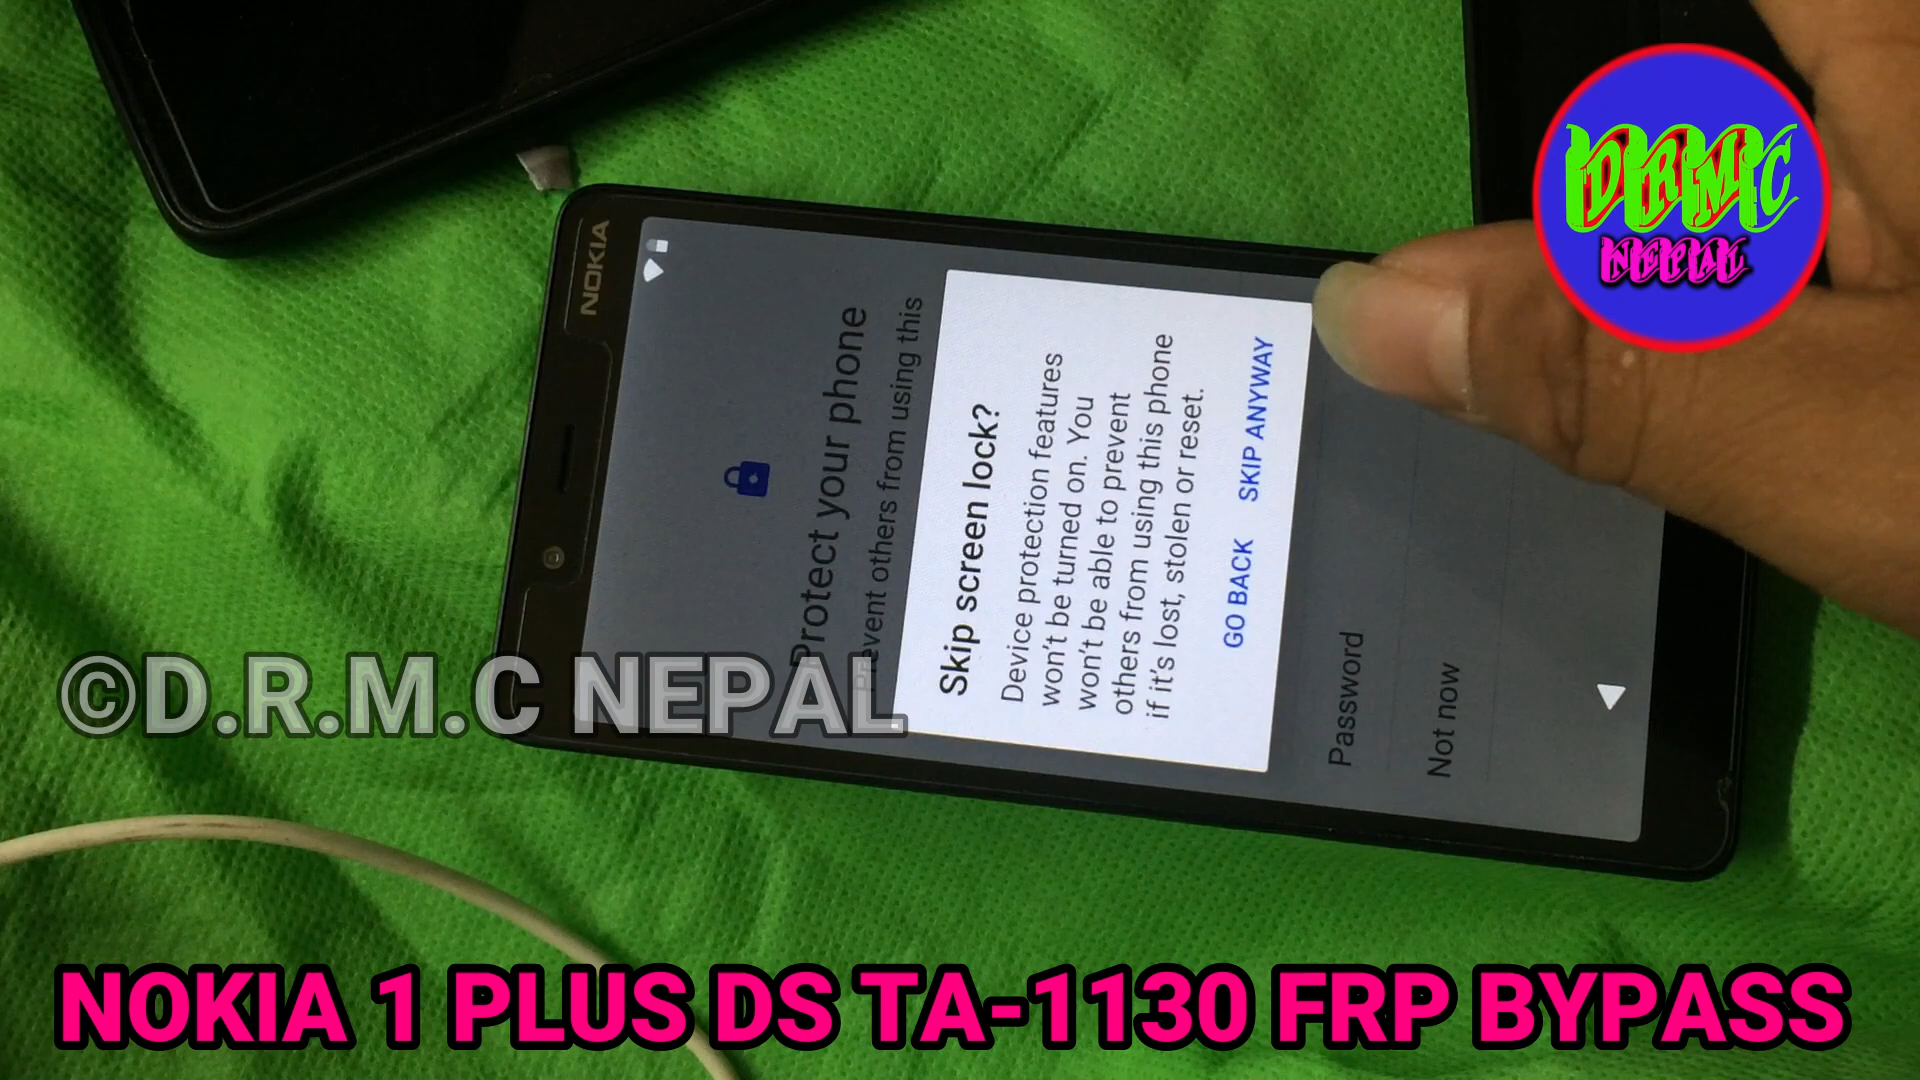 DRMC
NEPAL
NOKIA
Protect your phone
Prevent others from using this
Skip screen lock?
Device protection features
won't be turned on. You
won't be able to prevent
others from using this phone
if it's lost, stolen or reset.
GO BACK SKIP ANYWAY
Password
Not now
©D.R.M.C NEPAL
NOKIA 1 PLUS DS TA-1130 FRP BYPASS